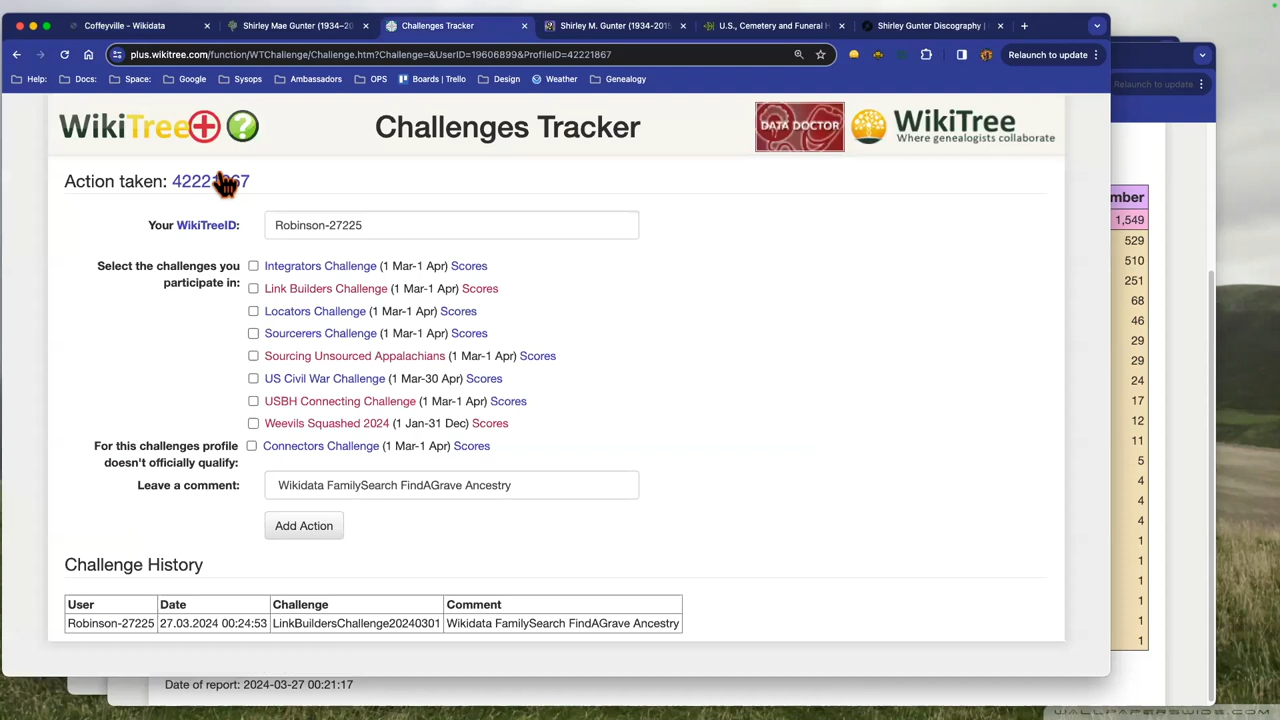 Coffeyville – Wikidata
Shirley Mae Gunter (1934–20
Challenges Tracker
Shirley M. Gunter (1934-2015
U.S., Cemetery and Funeral H
Shirley Gunter Discography |
plus.wikitree.com/function/WTChallenge/Challenge.htm?Challenge=&UserID=19606899&ProfileID=42221867
Relaunch to update
Relaunch to update
Help: Docs: Space: Google Sysops Ambassadors OPS Boards | Trello Design Weather Genealogy
WikiTree+ ?
Challenges Tracker
DATA DOCTOR
WikiTree
Where genealogists collaborate
Action taken: 42221867
Your WikiTreeID: Robinson-27225
Select the challenges you
participate in:
Integrators Challenge (1 Mar-1 Apr) Scores
Link Builders Challenge (1 Mar-1 Apr) Scores
Locators Challenge (1 Mar-1 Apr) Scores
Sourcerers Challenge (1 Mar-1 Apr) Scores
Sourcing Unsourced Appalachians (1 Mar-1 Apr) Scores
US Civil War Challenge (1 Mar-30 Apr) Scores
USBH Connecting Challenge (1 Mar-1 Apr) Scores
Weevils Squashed 2024 (1 Jan-31 Dec) Scores
For this challenges profile
doesn't officially qualify:
Connectors Challenge (1 Mar-1 Apr) Scores
Leave a comment: Wikidata FamilySearch FindAGrave Ancestry
Add Action
Challenge History
User Date Challenge Comment
Robinson-27225 27.03.2024 00:24:53 LinkBuildersChallenge20240301 Wikidata FamilySearch FindAGrave Ancestry
mber
1,549
529
510
251
68
46
29
29
24
17
12
11
5
4
4
4
1
1
1
1
1
1
Date of report: 2024-03-27 00:21:17
WALLPAPERSWIDE.COM